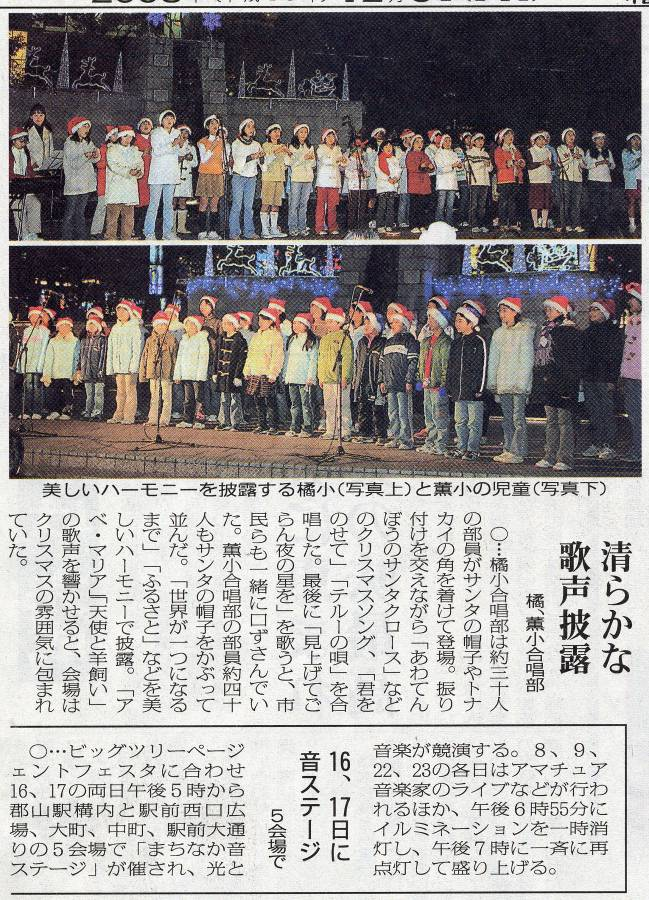 美しいハーモニーを披露する橘小(写真上)と薫小の児童(写真下)
清らかな
歌声披露
橘、薫小合唱部
○…橘小合唱部は約三十人
の部員がサンタの帽子やトナ
カイの角を着けて登場。振り
付けを交えながら「あわてん
ぼうのサンタクロース」など
のクリスマスソング、「君を
のせて」「テルーの唄」を合
唱した。最後に「見上げてご
らん夜の星を」を歌うと、市
民らも一緒に口ずさんでい
た。薫小合唱部の部員約四十
人もサンタの帽子をかぶって
並んだ。「世界が一つになる
まで」「ふるさと」などを美
しいハーモニーで披露。「ア
ベ・マリア」「天使と羊飼い」
の歌声を響かせると、会場は
クリスマスの雰囲気に包まれ
ていた。
16、17日に
音ステージ
5会場で
○…ビッグツリーページ
ェントフェスタに合わせ
16、17の両日午後5時から
郡山駅構内と駅前西口広
場、大町、中町、駅前大通
りの5会場で「まちなか音
ステージ」が催され、光と
音楽が競演する。8、9、
22、23の各日はアマチュア
音楽家のライブなどが行わ
れるほか、午後6時55分に
イルミネーションを一時消
灯し、午後7時に一斉に再
点灯して盛り上げる。